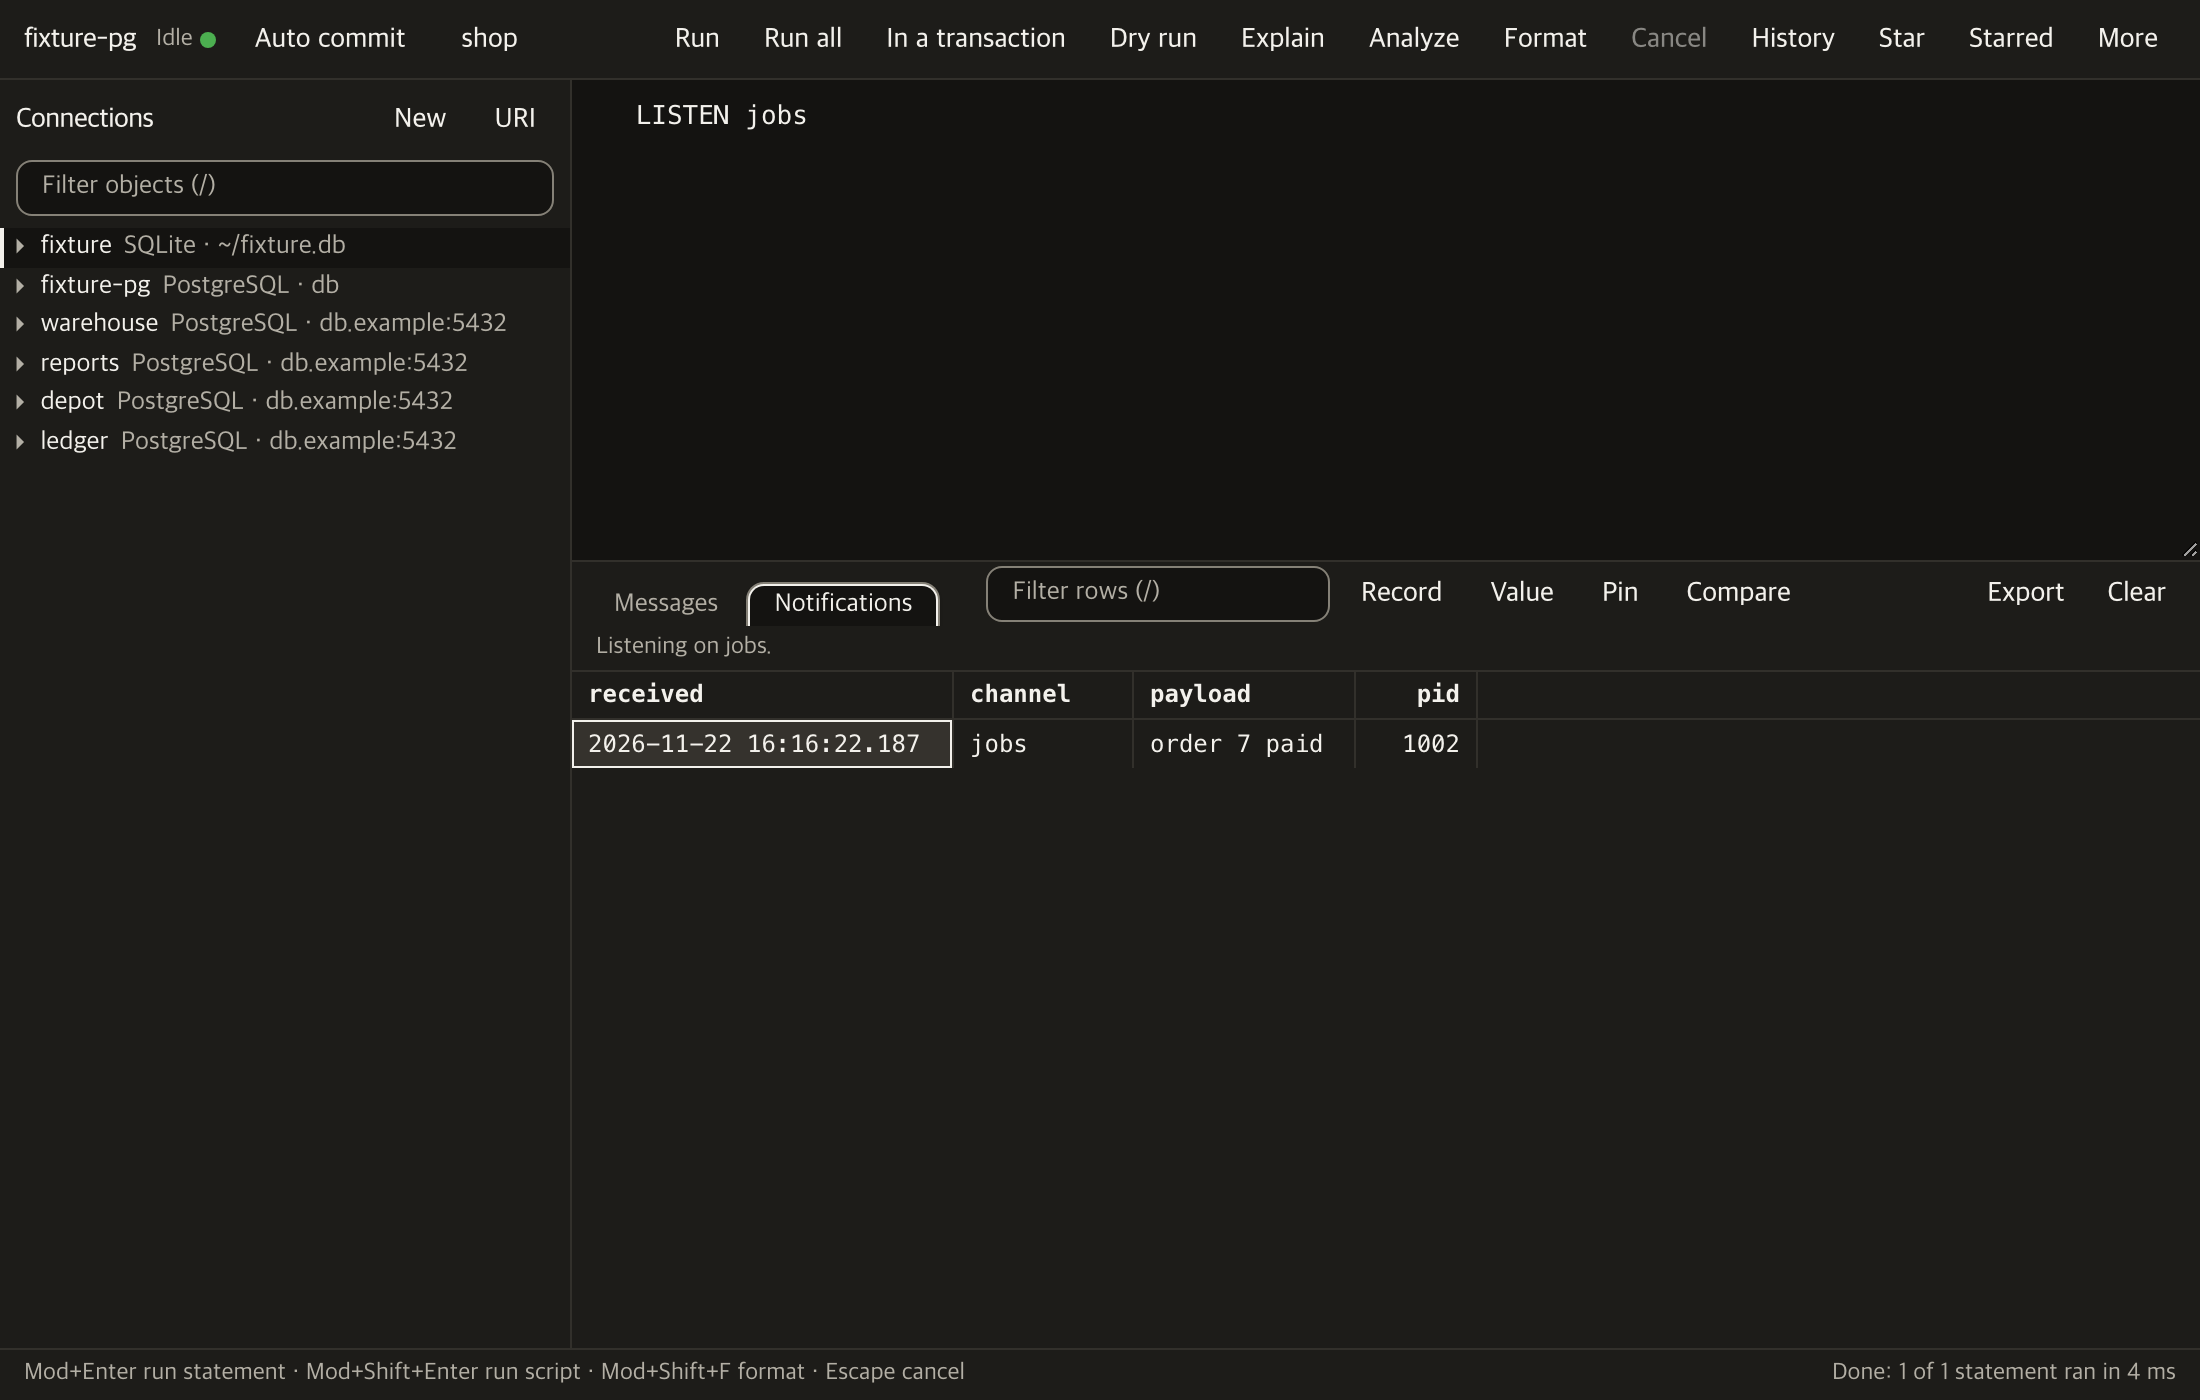 fixture-pg Idle Auto commit shop Run Run all In a transaction Dry run Explain Analyze Format Cancel History Star Starred More
Connections New URI
Filter objects (/)
fixture SQLite · ~/fixture.db
fixture-pg PostgreSQL · db
warehouse PostgreSQL · db.example:5432
reports PostgreSQL · db.example:5432
depot PostgreSQL · db.example:5432
ledger PostgreSQL · db.example:5432
LISTEN jobs
Messages Notifications Filter rows (/) Record Value Pin Compare Export Clear
Listening on jobs.
received channel payload pid
2026-11-22 16:16:22.187 jobs order 7 paid 1002
Mod+Enter run statement · Mod+Shift+Enter run script · Mod+Shift+F format · Escape cancel
Done: 1 of 1 statement ran in 4 ms